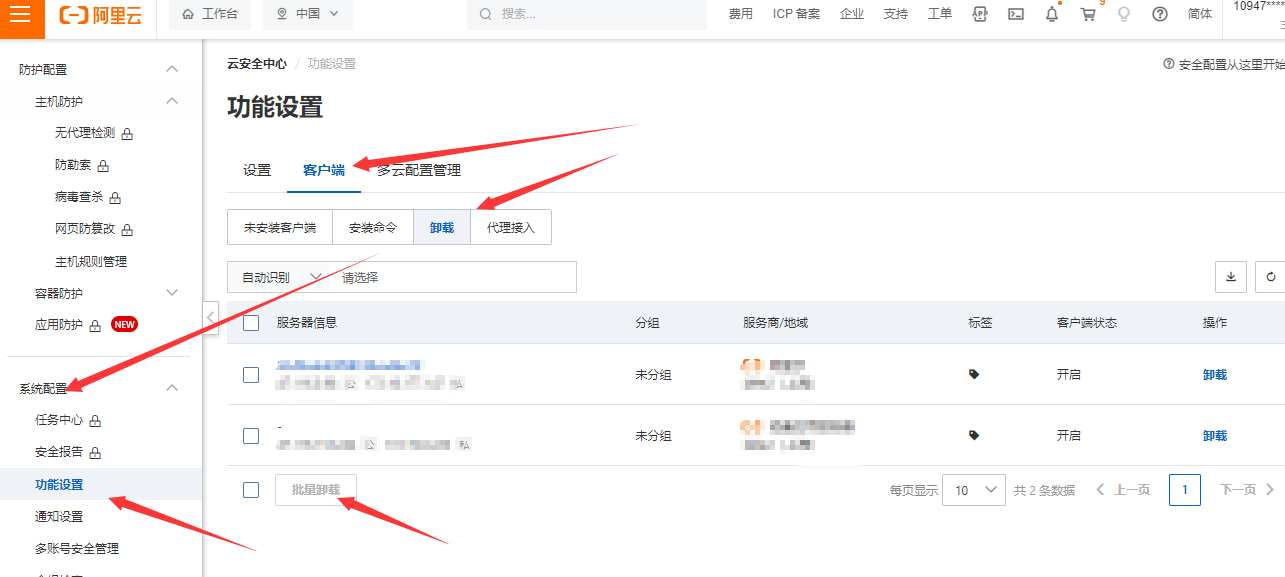 阿里云 工作台 中国 搜索... 费用 ICP 备案 企业 支持 工单 简体 10947****
9
防护配置
主机防护
无代理检测
防勒索
病毒查杀
网页防篡改
主机规则管理
容器防护
应用防护 NEW
系统配置
任务中心
安全报告
功能设置
通知设置
多账号安全管理
云安全中心 / 功能设置
安全配置从这里开始
功能设置
设置 客户端 多云配置管理
未安装客户端 安装命令 卸载 代理接入
自动识别 请选择
服务器信息 分组 服务商/地域 标签 客户端状态 操作
公 私
未分组 开启 卸载
-
公 私
未分组 开启 卸载
批量卸载 每页显示 10 共 2 条数据 上一页 1 下一页